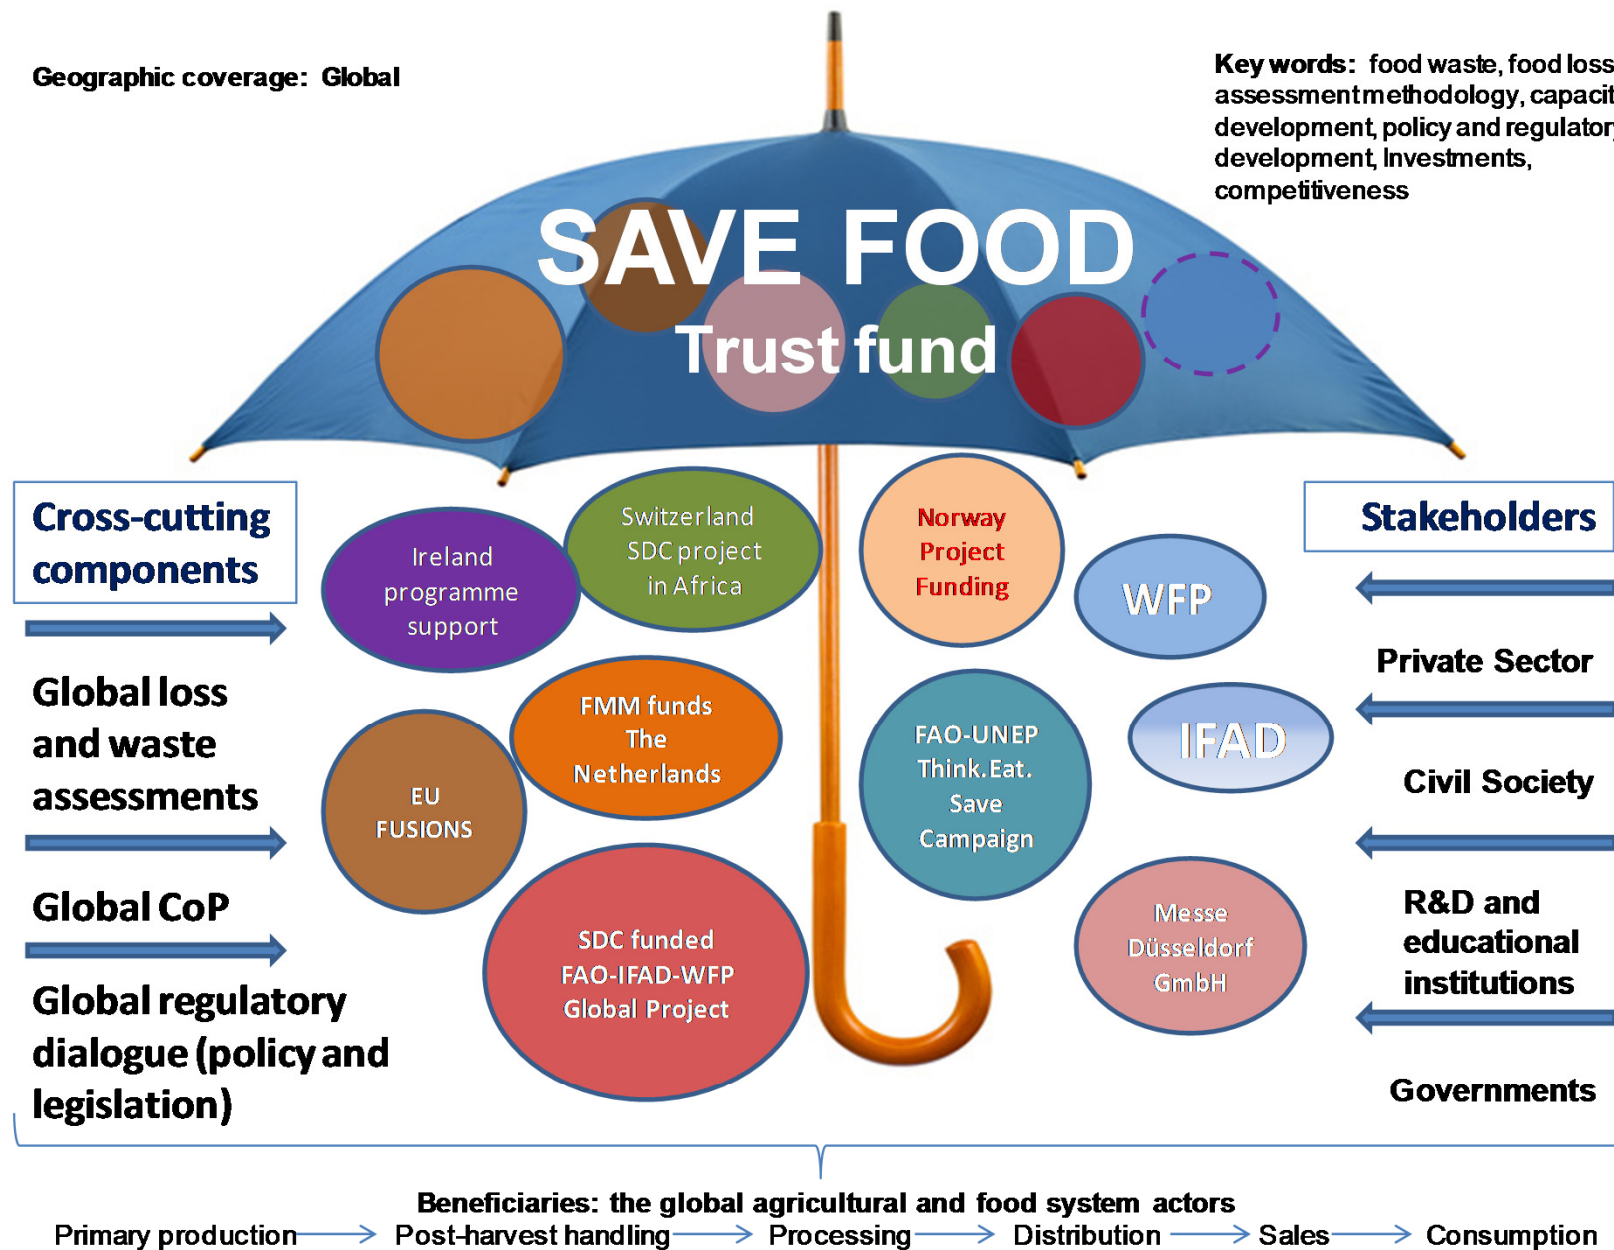 Geographic coverage: Global
Key words: food waste, food loss
assessment methodology, capacit
development, policy and regulatory
development, Investments,
competitiveness
SAVE FOOD
Trust fund
Cross-cutting
components
Global loss
and waste
assessments
Global CoP
Global regulatory
dialogue (policy and
legislation)
Ireland
programme
support
Switzerland
SDC project
in Africa
Norway
Project
Funding
WFP
FMM funds
The
Netherlands
EU
FUSIONS
FAO-UNEP
Think.Eat.
Save
Campaign
IFAD
SDC funded
FAO-IFAD-WFP
Global Project
Messe
Düsseldorf
GmbH
Stakeholders
Private Sector
Civil Society
R&D and
educational
institutions
Governments
Beneficiaries: the global agricultural and food system actors
Primary production Post-harvest handling Processing Distribution Sales Consumption